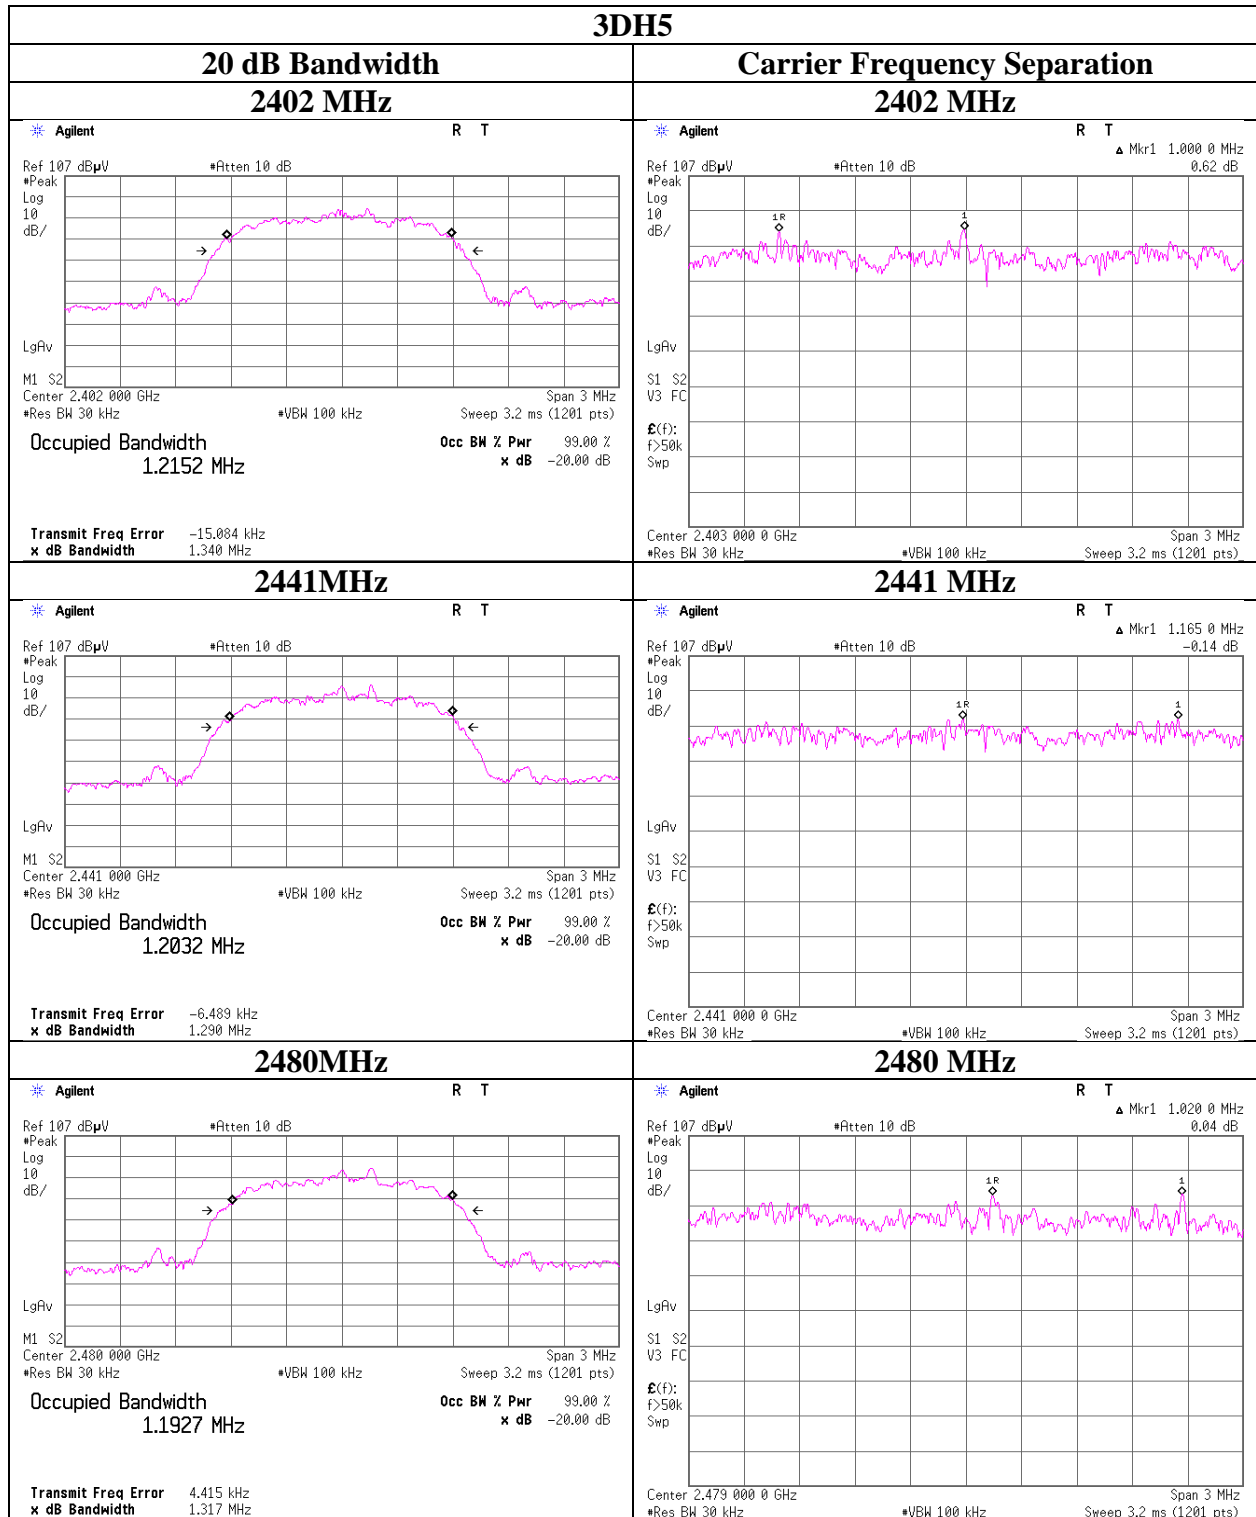 3DH5
20 dB Bandwidth
Carrier Frequency Separation
2402 MHz
2402 MHz
Agilent R T
Ref 107 dBµV #Atten 10 dB
#Peak
Log
10
dB/
LgAv
M1 S2
Center 2.402 000 GHz Span 3 MHz
#Res BW 30 kHz #VBW 100 kHz Sweep 3.2 ms (1201 pts)
Occupied Bandwidth Occ BW % Pwr 99.00 %
1.2152 MHz x dB -20.00 dB
Transmit Freq Error -15.084 kHz
x dB Bandwidth 1.340 MHz
Agilent R T
Δ Mkr1 1.000 0 MHz
Ref 107 dBµV #Atten 10 dB 0.62 dB
#Peak
Log
10
dB/
1R 1
LgAv
S1 S2
V3 FC
£(f):
f>50k
Swp
Center 2.403 000 0 GHz Span 3 MHz
#Res BW 30 kHz #VBW 100 kHz Sweep 3.2 ms (1201 pts)
2441MHz
2441 MHz
Agilent R T
Ref 107 dBµV #Atten 10 dB
#Peak
Log
10
dB/
LgAv
M1 S2
Center 2.441 000 GHz Span 3 MHz
#Res BW 30 kHz #VBW 100 kHz Sweep 3.2 ms (1201 pts)
Occupied Bandwidth Occ BW % Pwr 99.00 %
1.2032 MHz x dB -20.00 dB
Transmit Freq Error -6.489 kHz
x dB Bandwidth 1.290 MHz
Agilent R T
Δ Mkr1 1.165 0 MHz
Ref 107 dBµV #Atten 10 dB -0.14 dB
#Peak
Log
10
dB/
1R 1
LgAv
S1 S2
V3 FC
£(f):
f>50k
Swp
Center 2.441 000 0 GHz Span 3 MHz
#Res BW 30 kHz #VBW 100 kHz Sweep 3.2 ms (1201 pts)
2480MHz
2480 MHz
Agilent R T
Ref 107 dBµV #Atten 10 dB
#Peak
Log
10
dB/
LgAv
M1 S2
Center 2.480 000 GHz Span 3 MHz
#Res BW 30 kHz #VBW 100 kHz Sweep 3.2 ms (1201 pts)
Occupied Bandwidth Occ BW % Pwr 99.00 %
1.1927 MHz x dB -20.00 dB
Transmit Freq Error 4.415 kHz
x dB Bandwidth 1.317 MHz
Agilent R T
Δ Mkr1 1.020 0 MHz
Ref 107 dBµV #Atten 10 dB 0.04 dB
#Peak
Log
10
dB/
1R 1
LgAv
S1 S2
V3 FC
£(f):
f>50k
Swp
Center 2.479 000 0 GHz Span 3 MHz
#Res BW 30 kHz #VBW 100 kHz Sweep 3.2 ms (1201 pts)